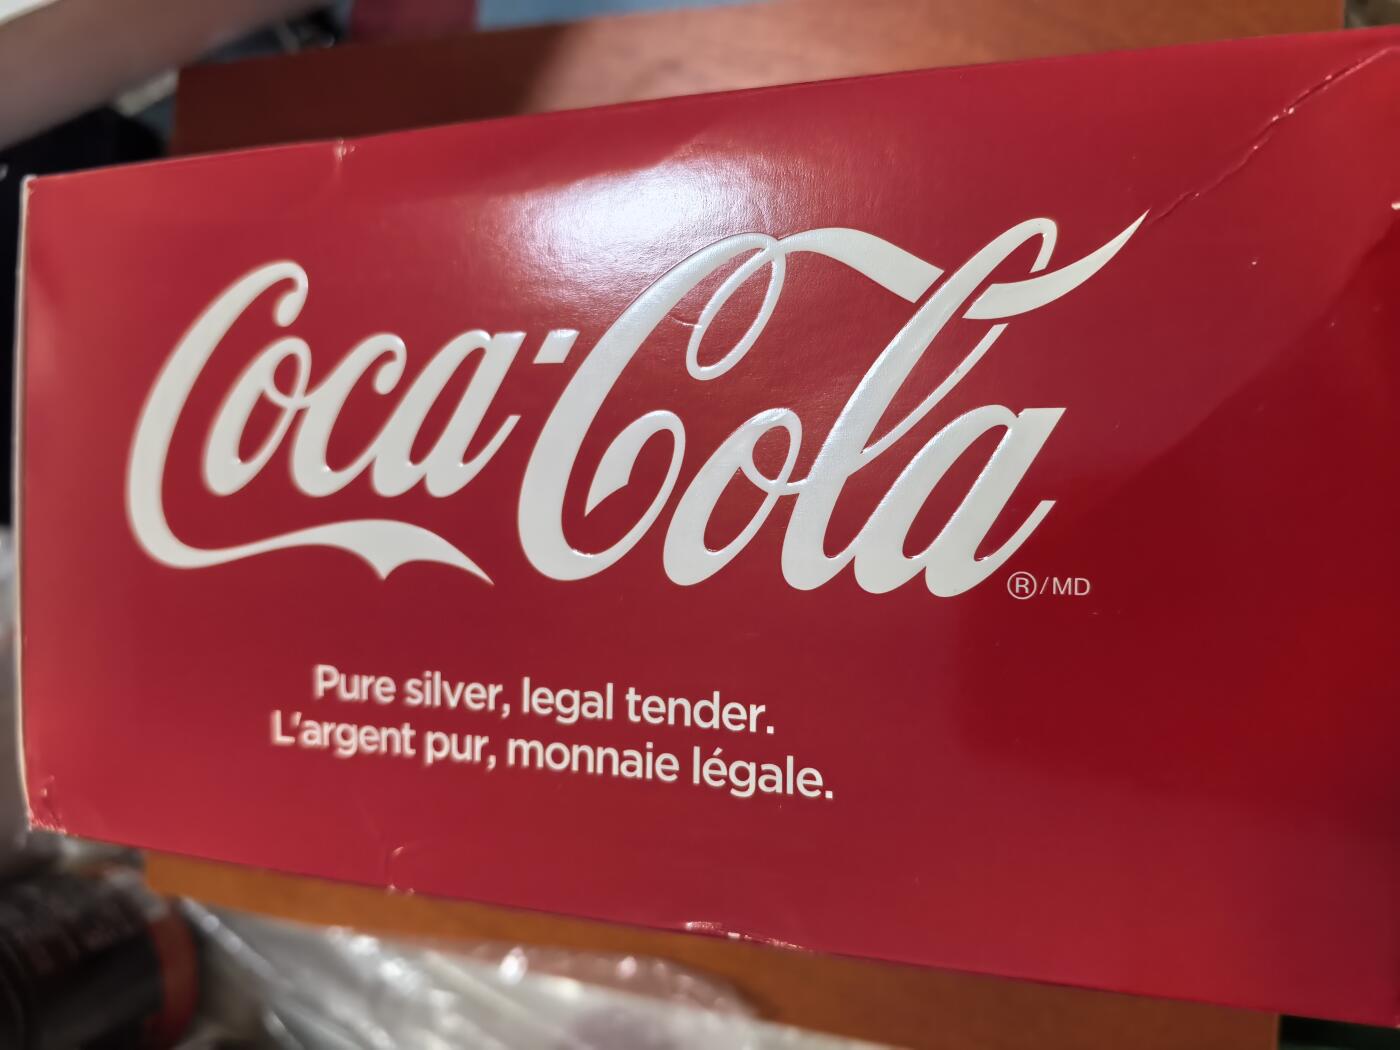 Coca-Cola
®/MD
Pure silver, legal tender.
L'argent pur, monnaie légale.